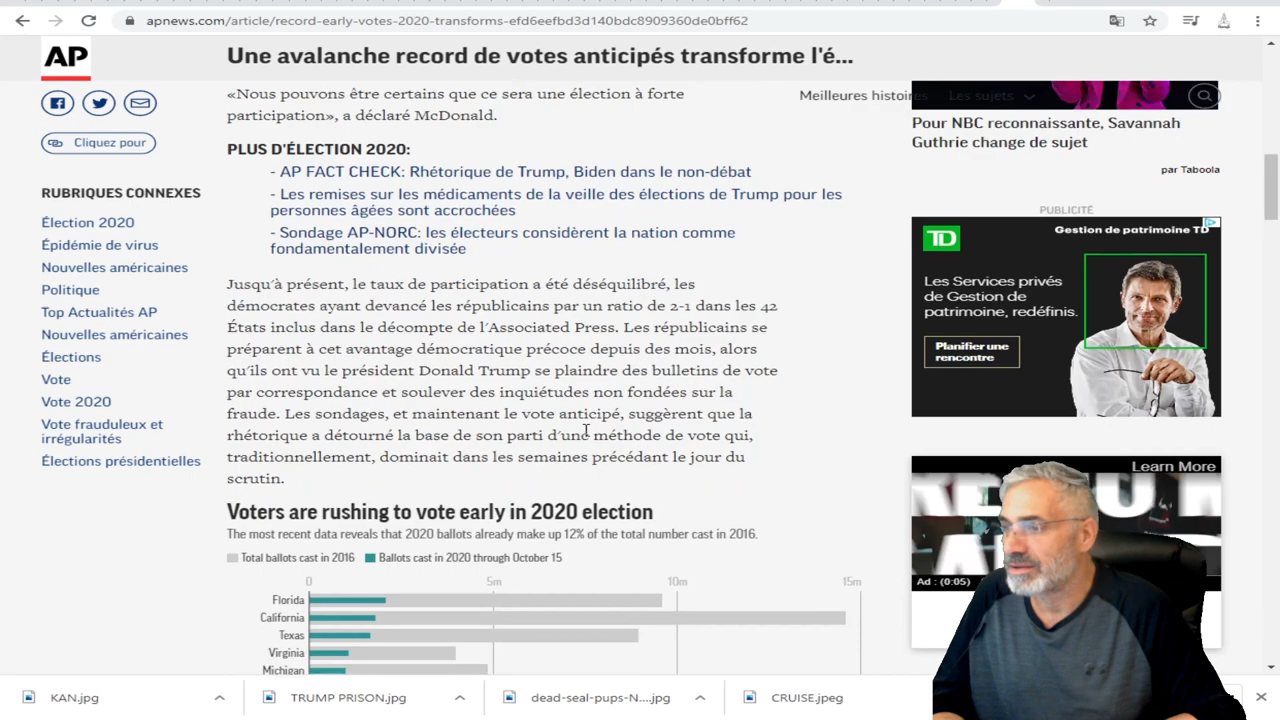 apnews.com/article/record-early-votes-2020-transforms-efd6eefbd3d140bdc8909360de0bff62
AP
Une avalanche record de votes anticipés transforme l'é...
Meilleures histoires
Les sujets
Cliquez pour
RUBRIQUES CONNEXES
Élection 2020
Épidémie de virus
Nouvelles américaines
Politique
Top Actualités AP
Nouvelles américaines
Élections
Vote
Vote 2020
Vote frauduleux et
irrégularités
Élections présidentielles
«Nous pouvons être certains que ce sera une élection à forte
participation», a déclaré McDonald.
PLUS D'ÉLECTION 2020:
- AP FACT CHECK: Rhétorique de Trump, Biden dans le non-débat
- Les remises sur les médicaments de la veille des élections de Trump pour les
personnes âgées sont accrochées
- Sondage AP-NORC: les électeurs considèrent la nation comme
fondamentalement divisée
Jusqu'à présent, le taux de participation a été déséquilibré, les
démocrates ayant devancé les républicains par un ratio de 2-1 dans les 42
États inclus dans le décompte de l'Associated Press. Les républicains se
préparent à cet avantage démocratique précoce depuis des mois, alors
qu'ils ont vu le président Donald Trump se plaindre des bulletins de vote
par correspondance et soulever des inquiétudes non fondées sur la
fraude. Les sondages, et maintenant le vote anticipé, suggèrent que la
rhétorique a détourné la base de son parti d'une méthode de vote qui,
traditionnellement, dominait dans les semaines précédant le jour du
scrutin.
Voters are rushing to vote early in 2020 election
The most recent data reveals that 2020 ballots already make up 12% of the total number cast in 2016.
Total ballots cast in 2016
Ballots cast in 2020 through October 15
0 5m 10m 15m
Florida
California
Texas
Virginia
Michigan
Pour NBC reconnaissante, Savannah
Guthrie change de sujet
par Taboola
PUBLICITÉ
TD
Gestion de patrimoine TD
Les Services privés
de Gestion de
patrimoine, redéfinis.
Planifier une
rencontre
Learn More
Ad : (0:05)
KAN.jpg
TRUMP PRISON.jpg
dead-seal-pups-N....jpg
CRUISE.jpeg